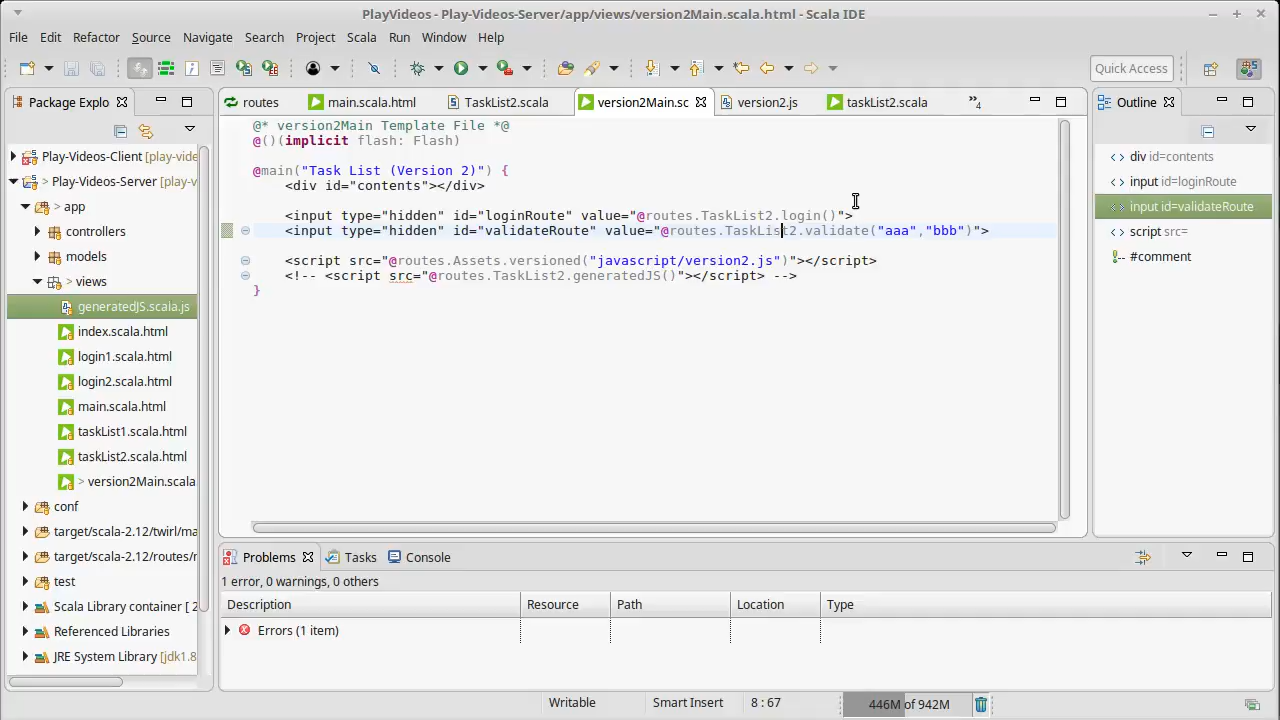 PlayVideos - Play-Videos-Server/app/views/version2Main.scala.html - Scala IDE
File Edit Refactor Source Navigate Search Project Scala Run Window Help
Quick Access
Package Explo
routes main.scala.html TaskList2.scala version2Main.sc version2.js taskList2.scala »4
Outline
Play-Videos-Client [play-vide
> Play-Videos-Server [play-v
> app
controllers
models
> views
generatedJS.scala.js
index.scala.html
login1.scala.html
login2.scala.html
main.scala.html
taskList1.scala.html
taskList2.scala.html
> version2Main.scala
conf
target/scala-2.12/twirl/ma
target/scala-2.12/routes/r
test
Scala Library container [ 2
Referenced Libraries
JRE System Library [jdk1.8
@* version2Main Template File *@
@()(implicit flash: Flash)
@main("Task List (Version 2)") {
<div id="contents"></div>
<input type="hidden" id="loginRoute" value="@routes.TaskList2.login()">
<input type="hidden" id="validateRoute" value="@routes.TaskList2.validate("aaa","bbb")">
<script src="@routes.Assets.versioned("javascript/version2.js")"></script>
<!-- <script src="@routes.TaskList2.generatedJS()"></script> -->
}
div id=contents
input id=loginRoute
input id=validateRoute
script src=
#comment
Problems Tasks Console
1 error, 0 warnings, 0 others
Description Resource Path Location Type
Errors (1 item)
Writable Smart Insert 8 : 67 446M of 942M